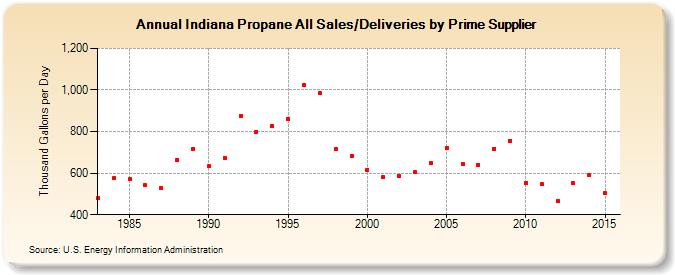 Annual Indiana Propane All Sales/Deliveries by Prime Supplier
Thousand Gallons per Day
1,200
1,000
800
600
400
1985 1990 1995 2000 2005 2010 2015
Source: U.S. Energy Information Administration